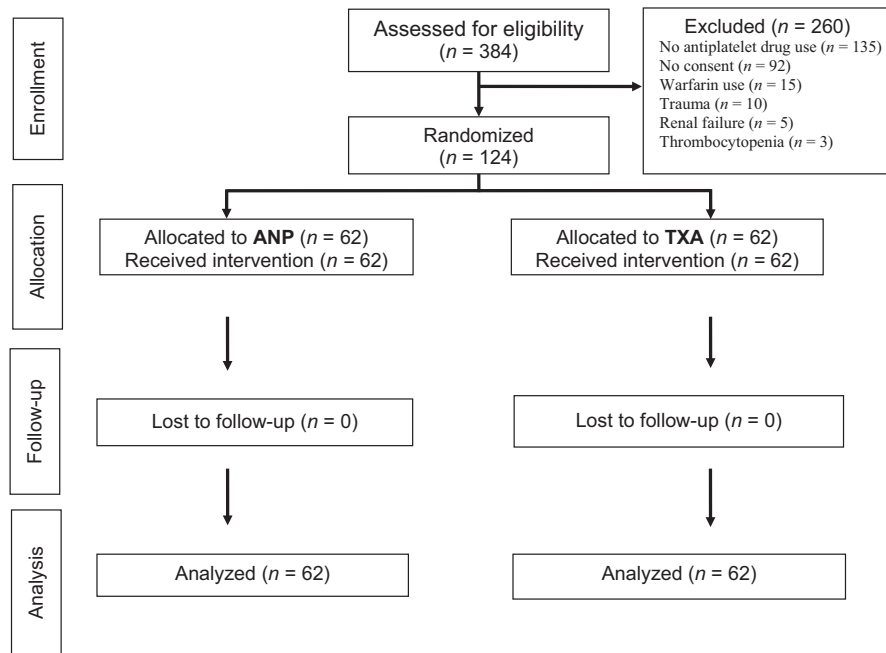 Enrollment
Assessed for eligibility
(n = 384)
Excluded (n = 260)
No antiplatelet drug use (n = 135)
No consent (n = 92)
Warfarin use (n = 15)
Trauma (n = 10)
Renal failure (n = 5)
Thrombocytopenia (n = 3)
Randomized
(n = 124)
Allocation
Allocated to ANP (n = 62)
Received intervention (n = 62)
Allocated to TXA (n = 62)
Received intervention (n = 62)
Follow-up
Lost to follow-up (n = 0)
Lost to follow-up (n = 0)
Analysis
Analyzed (n = 62)
Analyzed (n = 62)